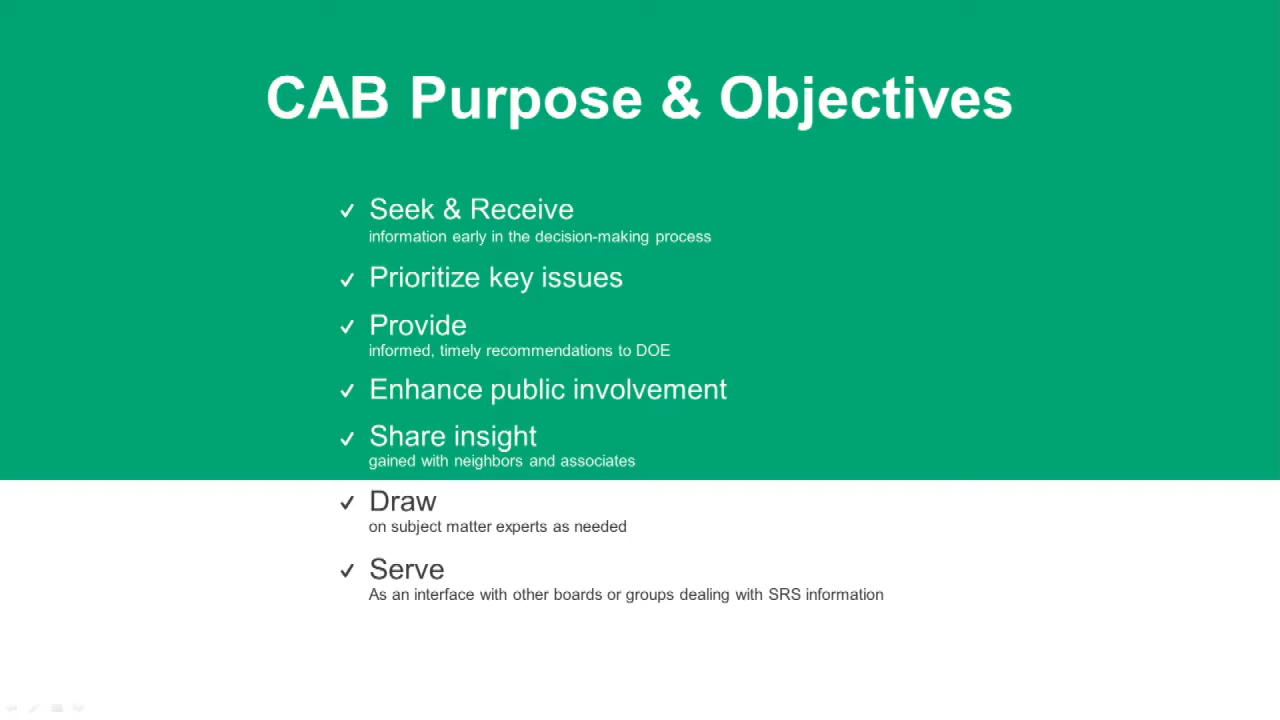 CAB Purpose & Objectives
✓ Seek & Receive
information early in the decision-making process
✓ Prioritize key issues
✓ Provide
informed, timely recommendations to DOE
✓ Enhance public involvement
✓ Share insight
gained with neighbors and associates
✓ Draw
on subject matter experts as needed
✓ Serve
As an interface with other boards or groups dealing with SRS information